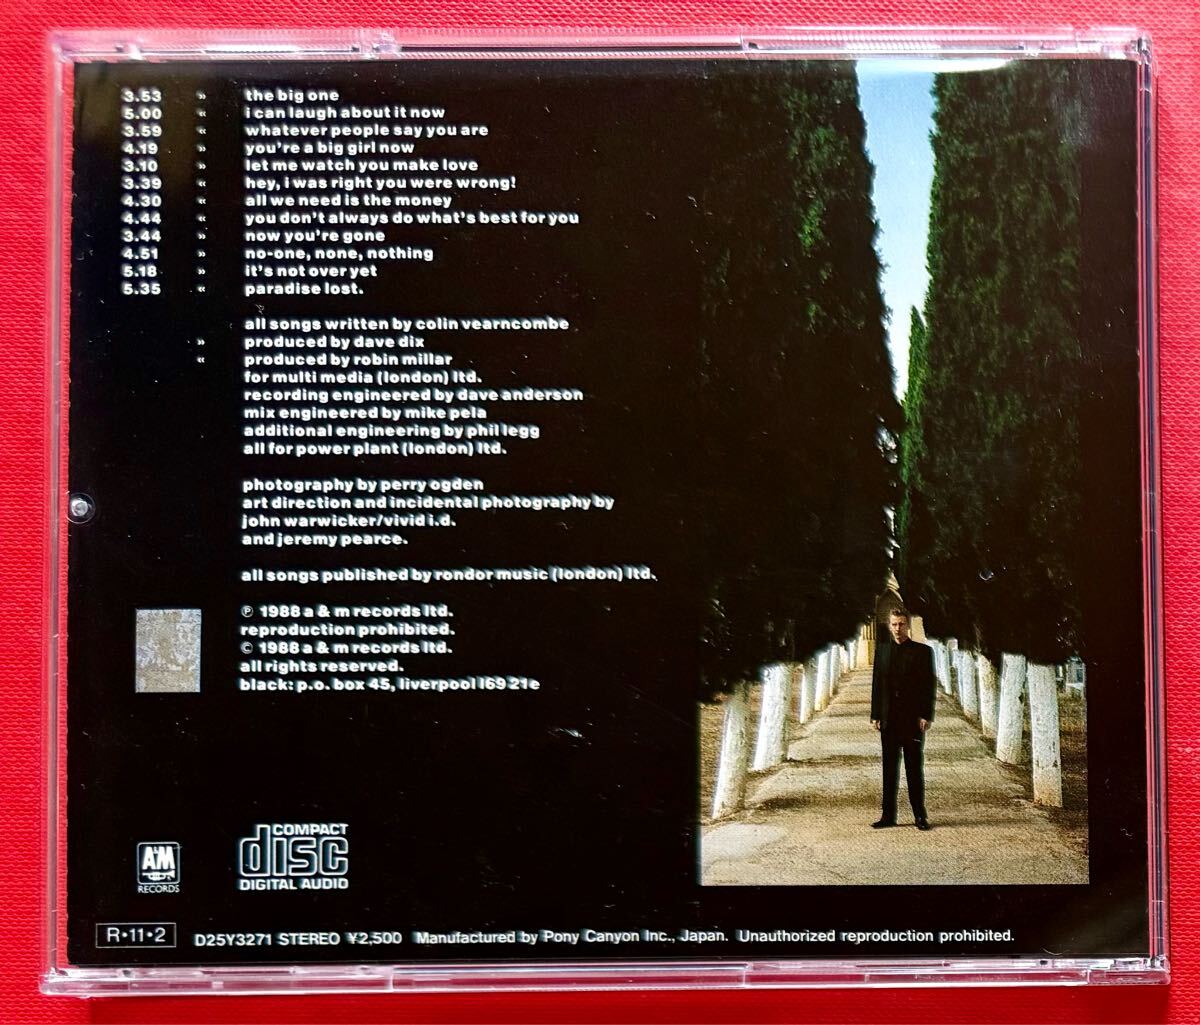 3.53 » the big one
5.00 « i can laugh about it now
3.59 « whatever people say you are
4.19 » you're a big girl now
3.10 » let me watch you make love
3.39 « hey, i was right you were wrong!
4.30 « all we need is the money
4.44 « you don't always do what's best for you
3.44 » now you're gone
4.51 » no-one, none, nothing
5.18 » it's not over yet
5.35 « paradise lost.
all songs written by colin vearncombe
» produced by dave dix
« produced by robin millar
for multi media (london) ltd.
recording engineered by dave anderson
mix engineered by mike pela
additional engineering by phil legg
all for power plant (london) ltd.
photography by perry ogden
art direction and incidental photography by
john warwicker/vivid i.d.
and jeremy pearce.
all songs published by rondor music (london) ltd.
℗ 1988 a & m records ltd.
reproduction prohibited.
© 1988 a & m records ltd.
all rights reserved.
black: p.o. box 45, liverpool l69 21e
A&M
RECORDS
COMPACT
disc
DIGITAL AUDIO
R•11•2
D25Y3271 STEREO ¥2,500 Manufactured by Pony Canyon Inc., Japan. Unauthorized reproduction prohibited.